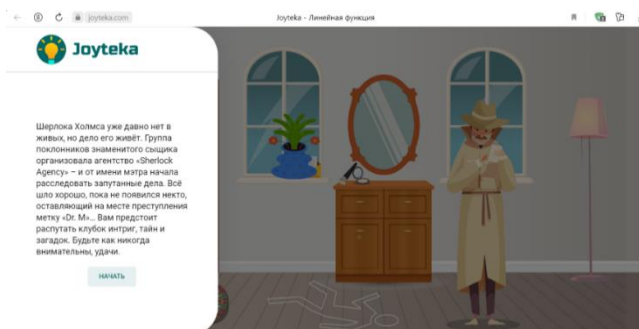 joyteka.com
Joyteka - Линейная функция
Joyteka
Шерлока Холмса уже давно нет в
живых, но дело его живёт. Группа
поклонников знаменитого сыщика
организовала агентство «Sherlock
Agency» – и от имени мэтра начала
расследовать запутанные дела. Всё
шло хорошо, пока не появился некто,
оставляющий на месте преступления
метку «Dr. M»... Вам предстоит
распутать клубок интриг, тайн и
загадок. Будьте как никогда
внимательны, удачи.
НАЧАТЬ